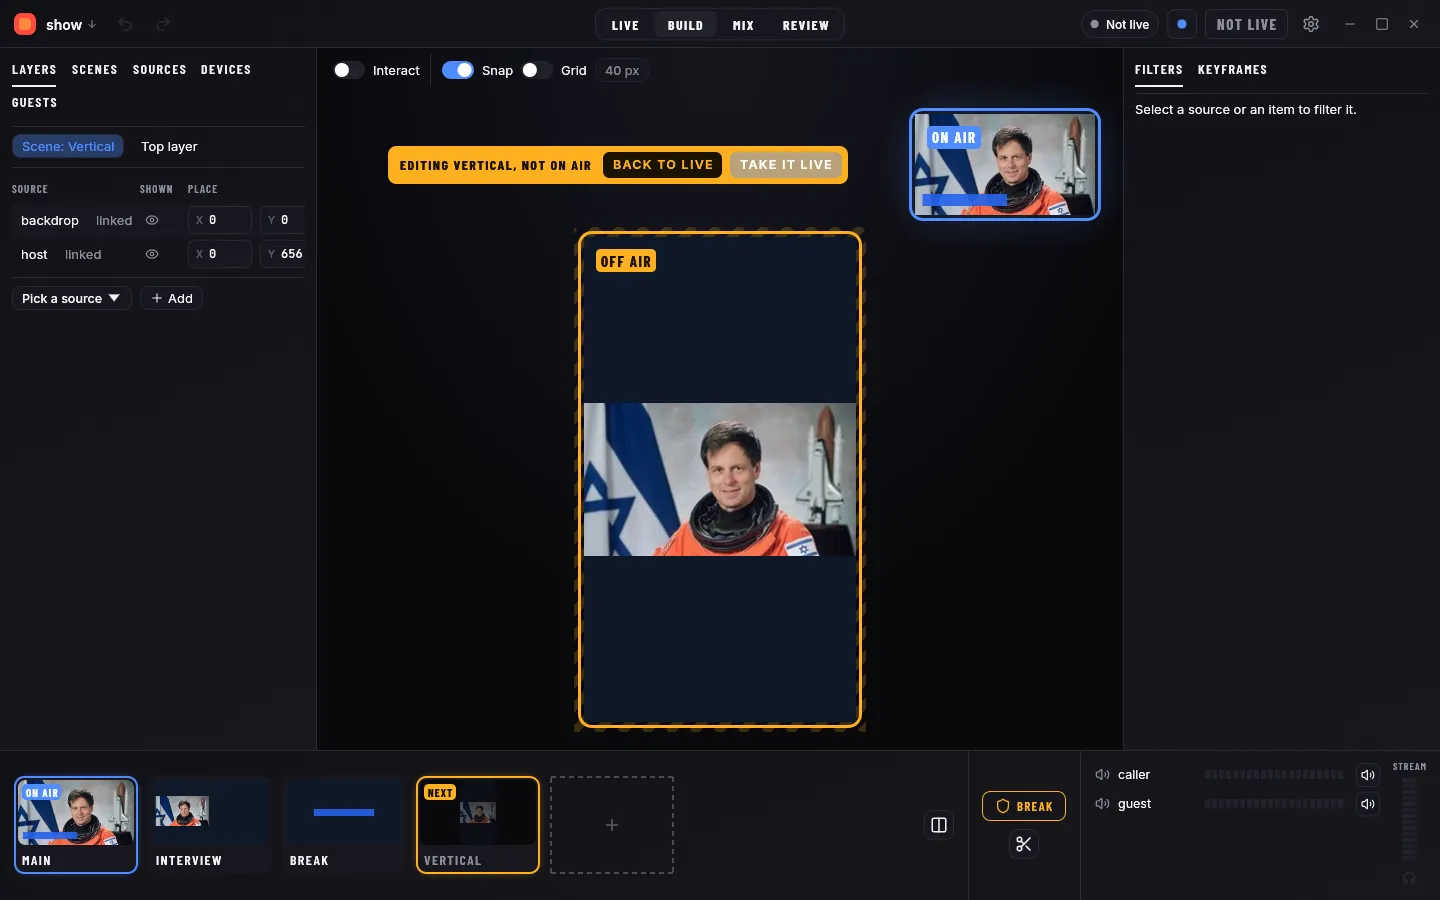 show
LIVE
BUILD
MIX
REVIEW
Not live
NOT LIVE
LAYERS
SCENES
SOURCES
DEVICES
GUESTS
Interact
Snap
Grid
40 px
FILTERS
KEYFRAMES
Select a source or an item to filter it.
Scene: Vertical
Top layer
SOURCE
SHOWN
PLACE
backdrop linked X 0 Y 0
host linked X 0 Y 656
Pick a source
Add
EDITING VERTICAL, NOT ON AIR
BACK TO LIVE
TAKE IT LIVE
ON AIR
OFF AIR
ON AIR
MAIN
INTERVIEW
BREAK
NEXT
VERTICAL
BREAK
caller
guest
STREAM